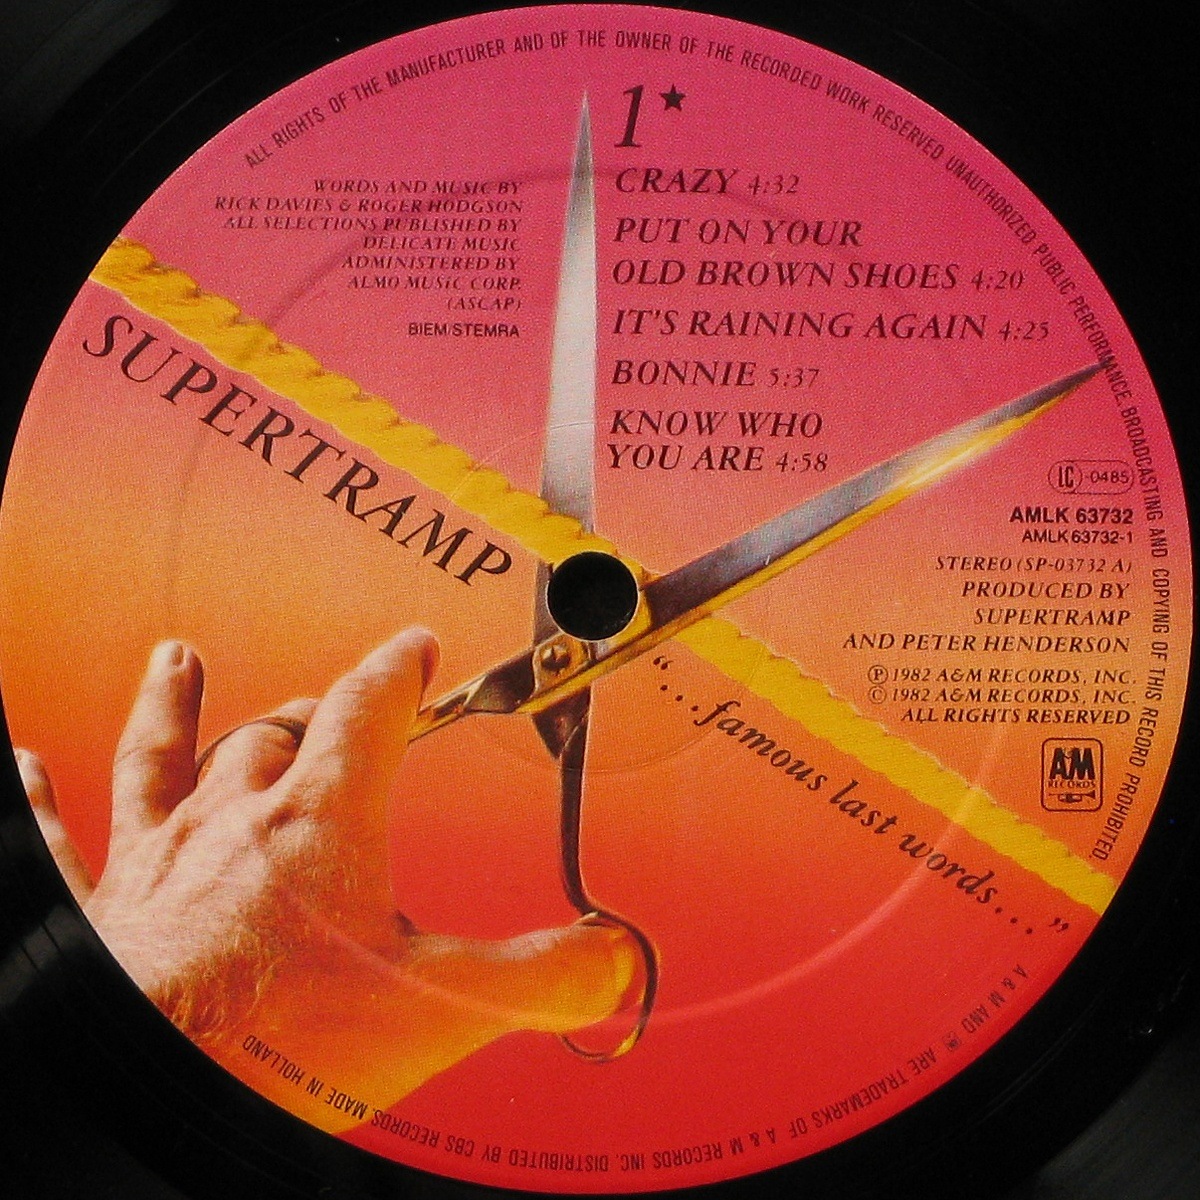 ALL RIGHTS OF THE MANUFACTURER AND OF THE OWNER OF THE RECORDED WORK RESERVED UNAUTHORIZED PUBLIC PERFORMANCE BROADCASTING AND COPYING OF THIS RECORD PROHIBITED.
1★
CRAZY 4:32
PUT ON YOUR
OLD BROWN SHOES 4:20
IT'S RAINING AGAIN 4:25
BONNIE 5:37
KNOW WHO
YOU ARE 4:58
WORDS AND MUSIC BY
RICK DAVIES & ROGER HODGSON
ALL SELECTIONS PUBLISHED BY
DELICATE MUSIC
ADMINISTERED BY
ALMO MUSIC CORP.
(ASCAP)
BIEM/STEMRA
SUPERTRAMP
LC 0485
AMLK 63732
AMLK 63732-1
STEREO (SP-03732 A)
PRODUCED BY
SUPERTRAMP
AND PETER HENDERSON
℗ 1982 A&M RECORDS, INC.
© 1982 A&M RECORDS, INC.
ALL RIGHTS RESERVED
A&M
RECORDS
“...famous last words...”
A & M AND ARE TRADEMARKS OF A & M RECORDS INC. DISTRIBUTED BY CBS RECORDS. MADE IN HOLLAND